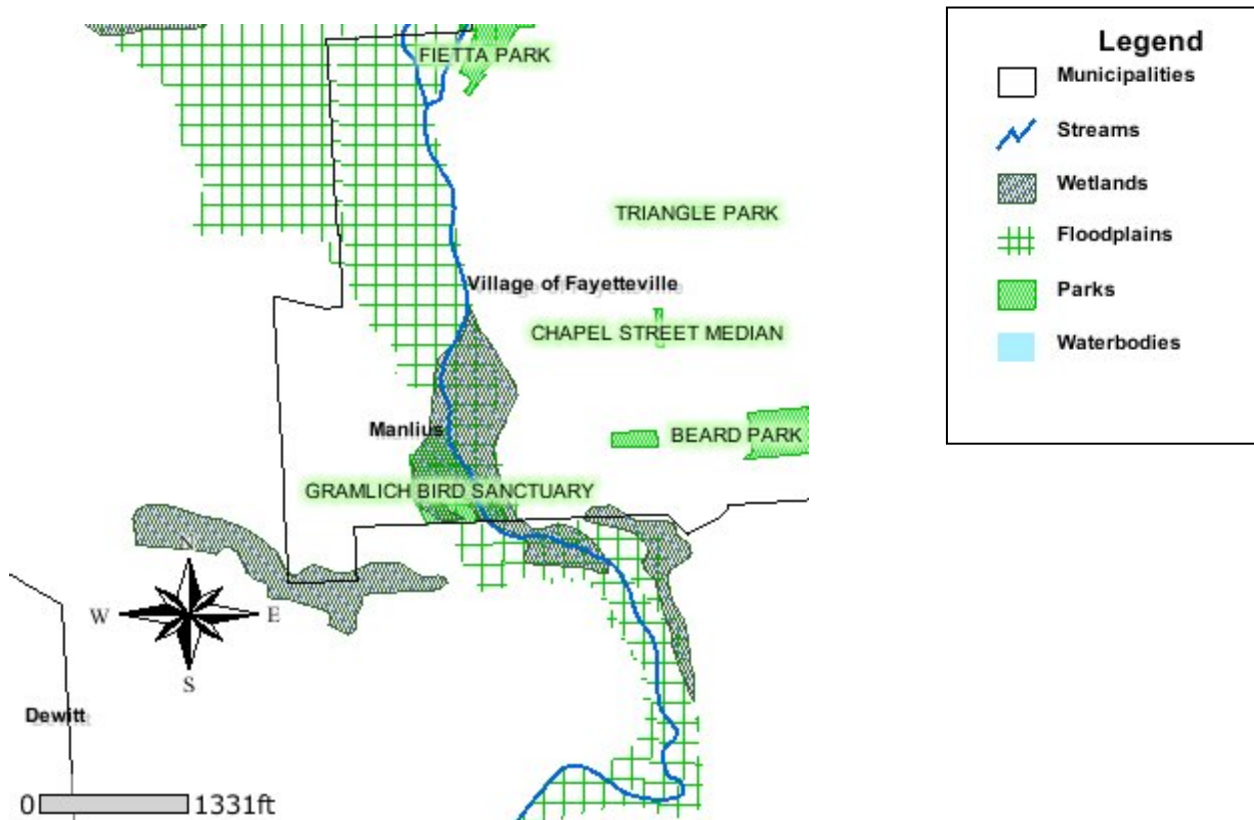 FIETTA PARK
TRIANGLE PARK
Village of Fayetteville
CHAPEL STREET MEDIAN
Manlius
BEARD PARK
GRAMLICH BIRD SANCTUARY
N
W E
S
Dewitt
0 1331ft
Legend
Municipalities
Streams
Wetlands
Floodplains
Parks
Waterbodies